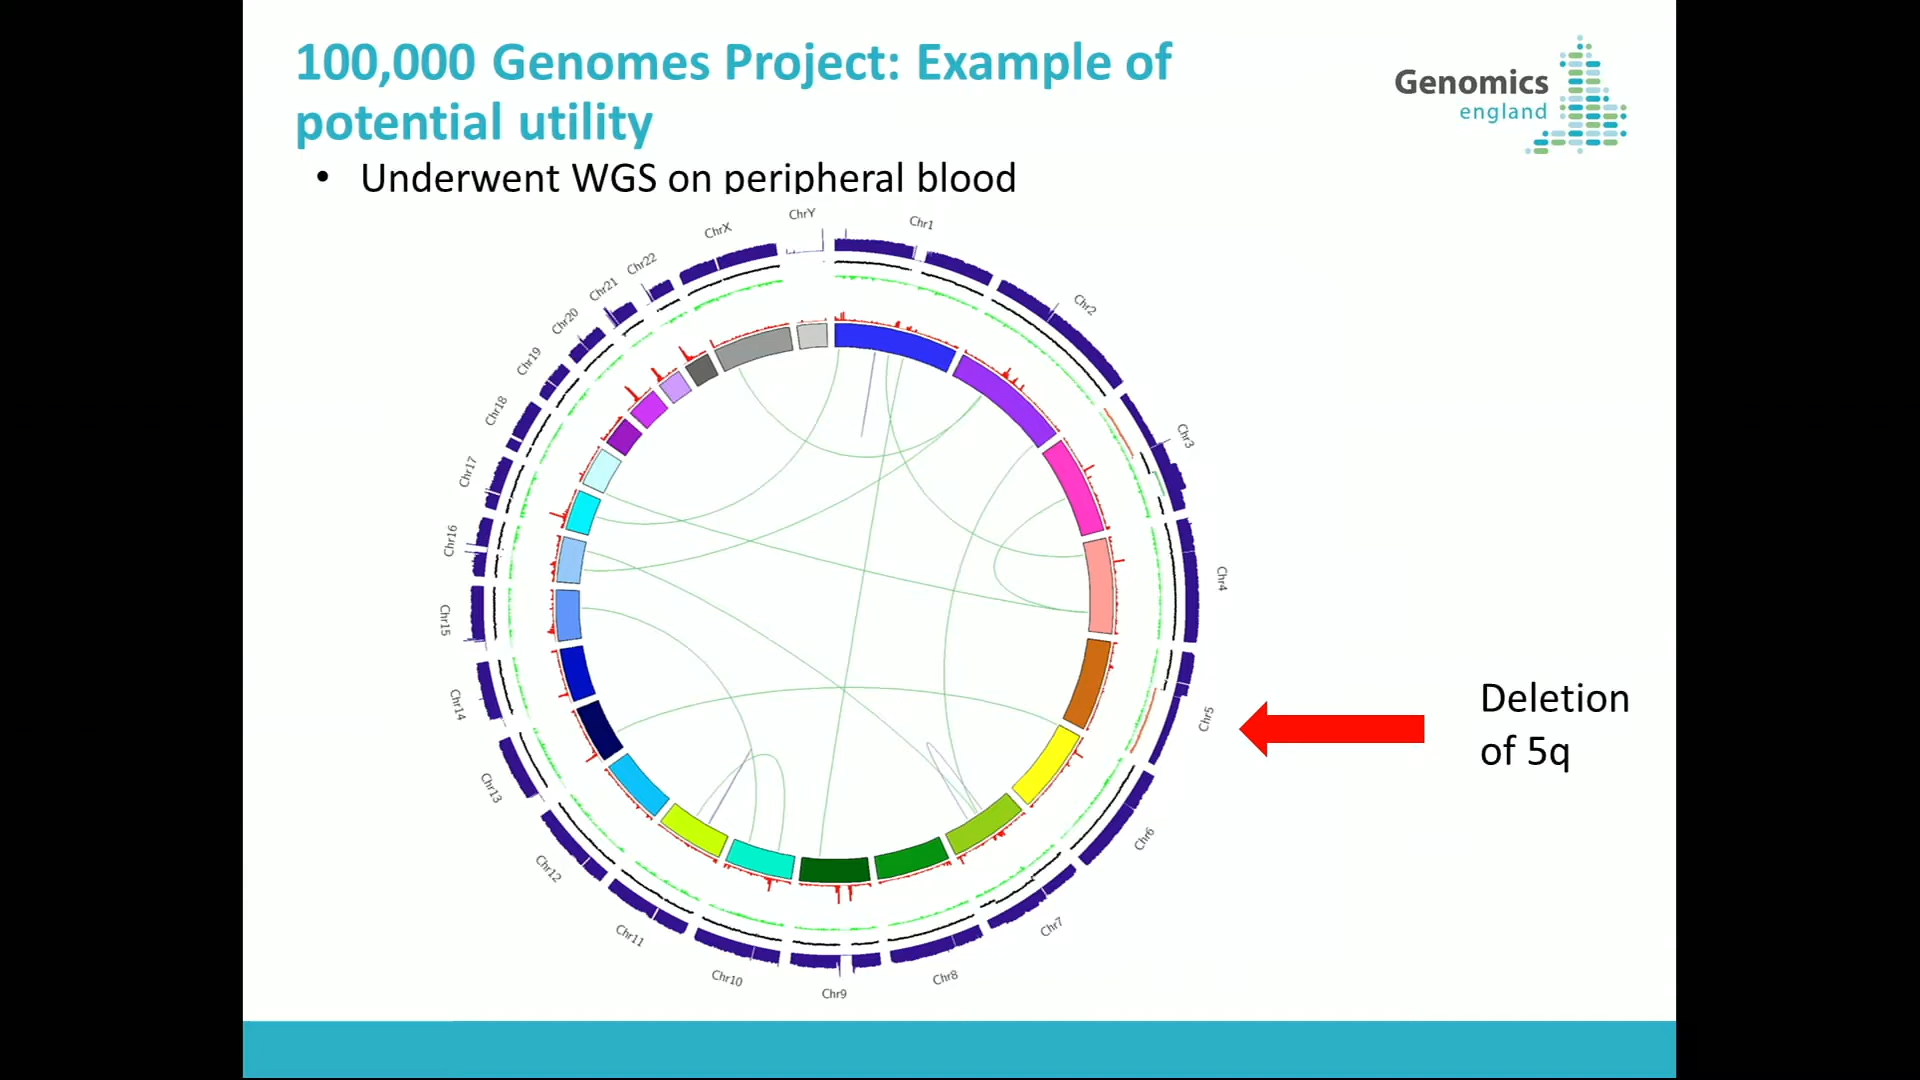 100,000 Genomes Project: Example of
potential utility
Genomics
england
• Underwent WGS on peripheral blood
ChrY
Chr1
ChrX
Chr22
Chr2
Chr21
Chr20
Chr19
Chr18
Chr3
Chr17
Chr16
Chr4
Chr15
Deletion
of 5q
Chr14
Chr5
Chr13
Chr6
Chr12
Chr7
Chr11
Chr10
Chr8
Chr9